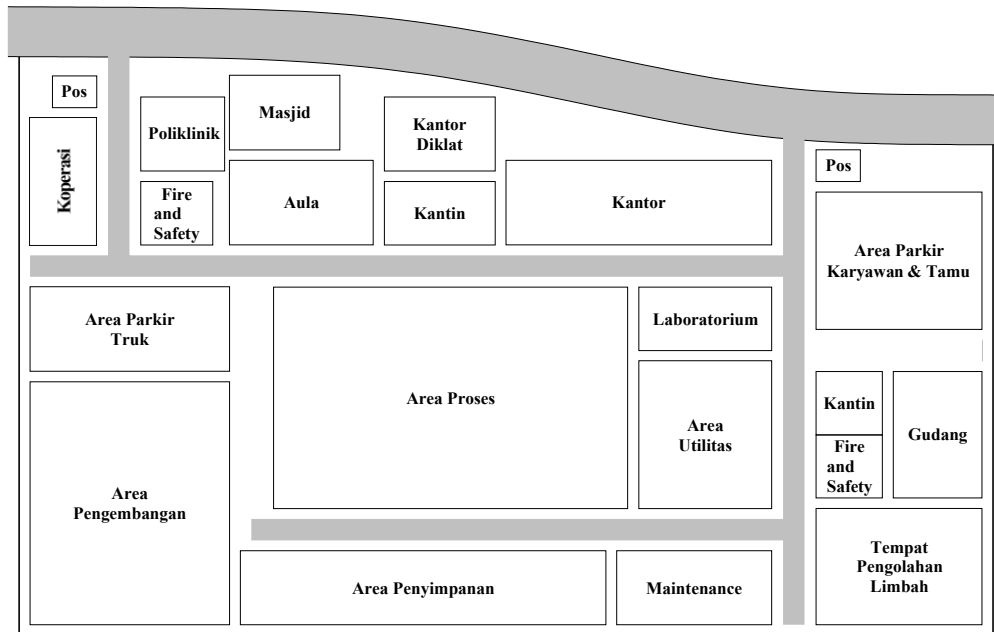 Pos
Koperasi
Poliklinik
Masjid
Kantor
Diklat
Fire
and
Safety
Aula
Kantin
Kantor
Pos
Area Parkir
Karyawan & Tamu
Area Parkir
Truk
Area Proses
Laboratorium
Area
Utilitas
Kantin
Fire
and
Safety
Gudang
Area
Pengembangan
Area Penyimpanan
Maintenance
Tempat
Pengolahan
Limbah